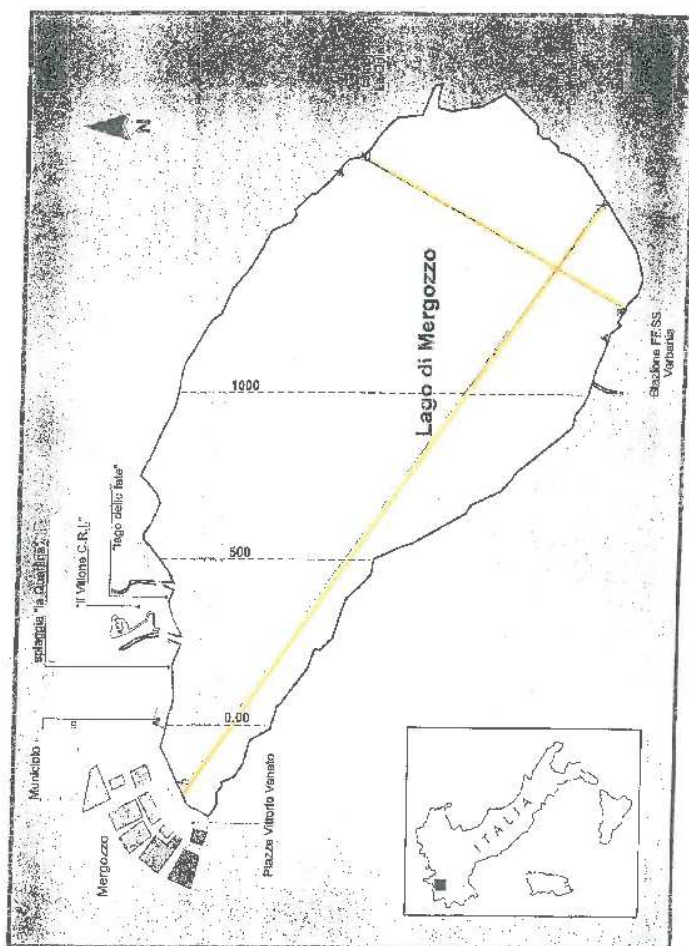 N
Lago di Mergozzo
1000
500
0.00
Stazione FF.SS.
Verbania
"lago delle fate"
"Il Villone C.R.I."
spiaggia "la Quartina"
Municipio
Mergozzo
Piazza Vittorio Veneto
ITALIA